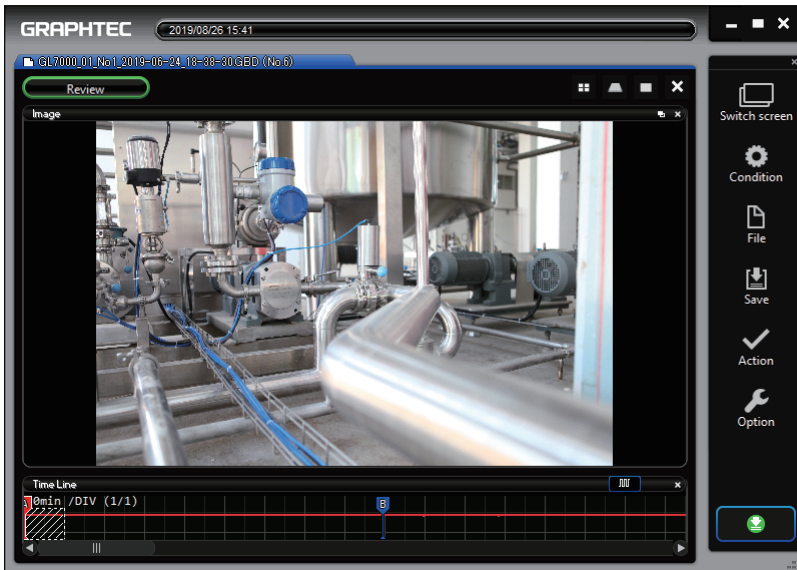 GRAPHTEC
2019/08/26 15:41
GL7000_01_No1_2019-06-24_18-38-30GBD (No.6)
Review
Image
Switch screen
Condition
File
Save
Action
Option
Time Line
0min /DIV (1/1)
B